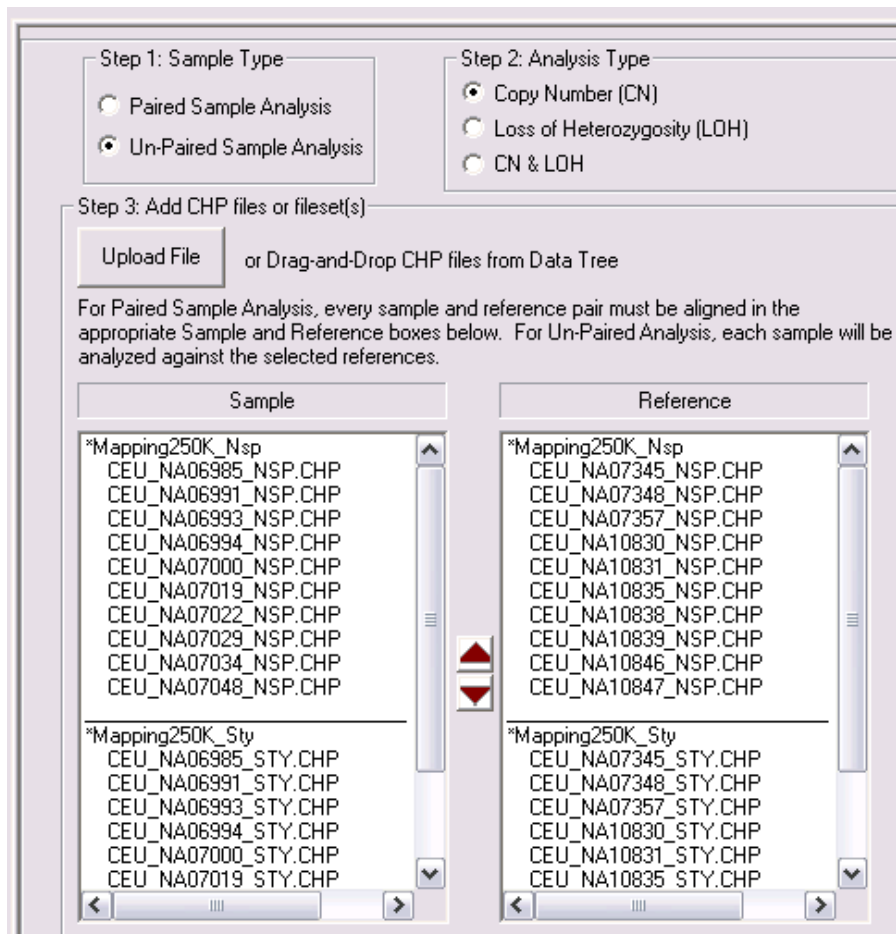 Step 1: Sample Type
Paired Sample Analysis
Un-Paired Sample Analysis
Step 2: Analysis Type
Copy Number (CN)
Loss of Heterozygosity (LOH)
CN & LOH
Step 3: Add CHP files or fileset(s)
Upload File
or Drag-and-Drop CHP files from Data Tree
For Paired Sample Analysis, every sample and reference pair must be aligned in the
appropriate Sample and Reference boxes below. For Un-Paired Analysis, each sample will be
analyzed against the selected references.
Sample
*Mapping250K_Nsp
CEU_NA06985_NSP.CHP
CEU_NA06991_NSP.CHP
CEU_NA06993_NSP.CHP
CEU_NA06994_NSP.CHP
CEU_NA07000_NSP.CHP
CEU_NA07019_NSP.CHP
CEU_NA07022_NSP.CHP
CEU_NA07029_NSP.CHP
CEU_NA07034_NSP.CHP
CEU_NA07048_NSP.CHP
*Mapping250K_Sty
CEU_NA06985_STY.CHP
CEU_NA06991_STY.CHP
CEU_NA06993_STY.CHP
CEU_NA06994_STY.CHP
CEU_NA07000_STY.CHP
CEU_NA07019_STY.CHP
Reference
*Mapping250K_Nsp
CEU_NA07345_NSP.CHP
CEU_NA07348_NSP.CHP
CEU_NA07357_NSP.CHP
CEU_NA10830_NSP.CHP
CEU_NA10831_NSP.CHP
CEU_NA10835_NSP.CHP
CEU_NA10838_NSP.CHP
CEU_NA10839_NSP.CHP
CEU_NA10846_NSP.CHP
CEU_NA10847_NSP.CHP
*Mapping250K_Sty
CEU_NA07345_STY.CHP
CEU_NA07348_STY.CHP
CEU_NA07357_STY.CHP
CEU_NA10830_STY.CHP
CEU_NA10831_STY.CHP
CEU_NA10835_STY.CHP